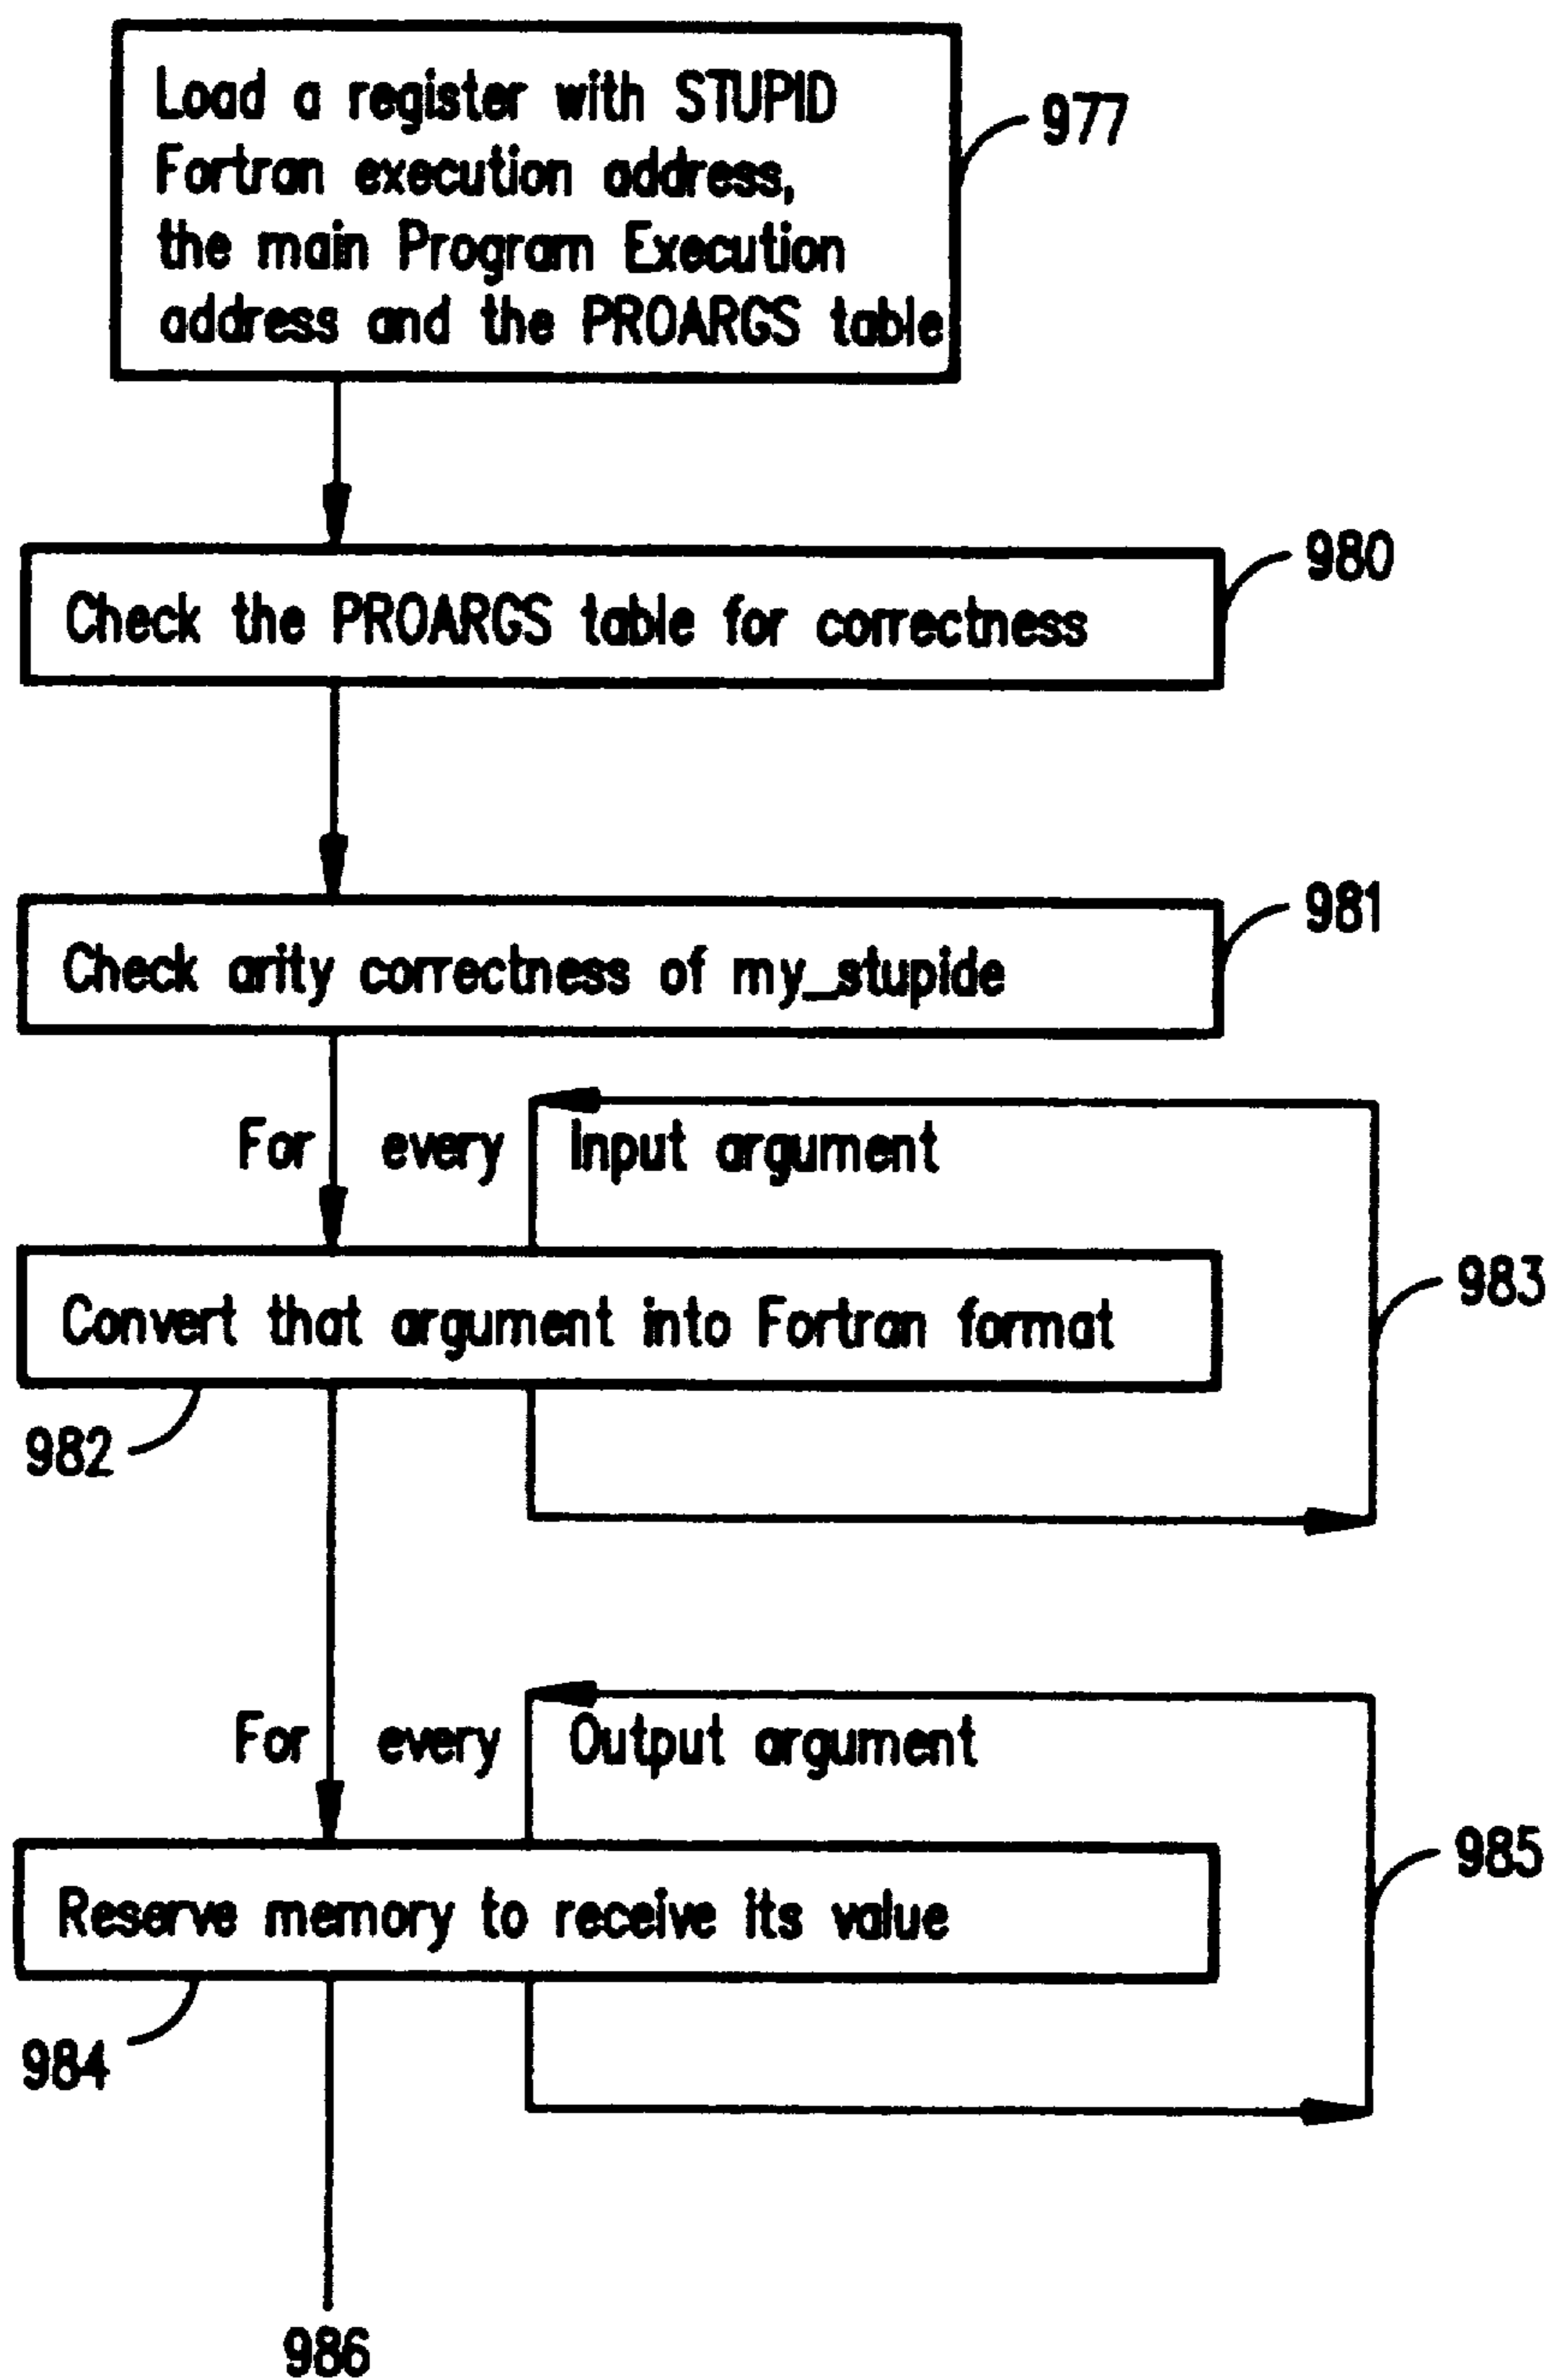 Load a register with STUPID
Fortran execution address,
the main Program Execution
address and the PROARGS table
977
980
Check the PROARGS table for correctness
981
Check arity correctness of my_stupide
For every Input argument
983
Convert that argument into Fortran format
982
For every Output argument
985
Reserve memory to receive its value
984
986